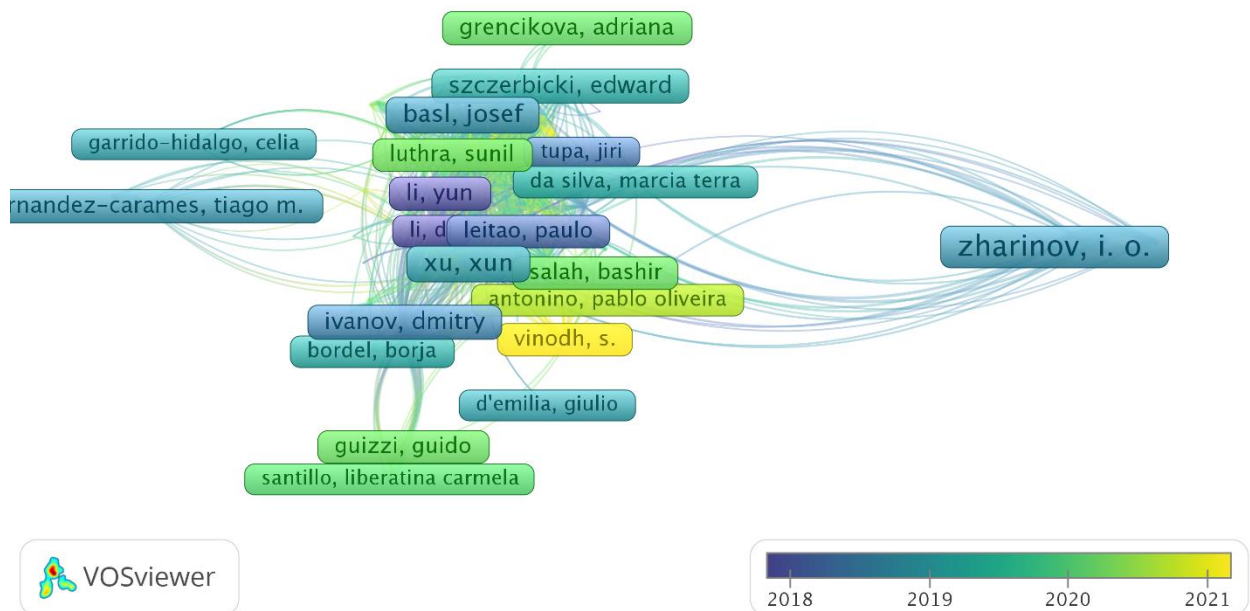 grencikova, adriana
szczerbicki, edward
basl, josef
garrido-hidalgo, celia
luthra, sunil
tupa, jiri
da silva, marcia terra
li, yun
rnandez-carames, tiago m.
li, d
leitao, paulo
zharinov, i. o.
xu, xun
salah, bashir
antonino, pablo oliveira
ivanov, dmitry
vinodh, s.
bordel, borja
d'emilia, giulio
guizzi, guido
santillo, liberatina carmela
VOSviewer
2018 2019 2020 2021